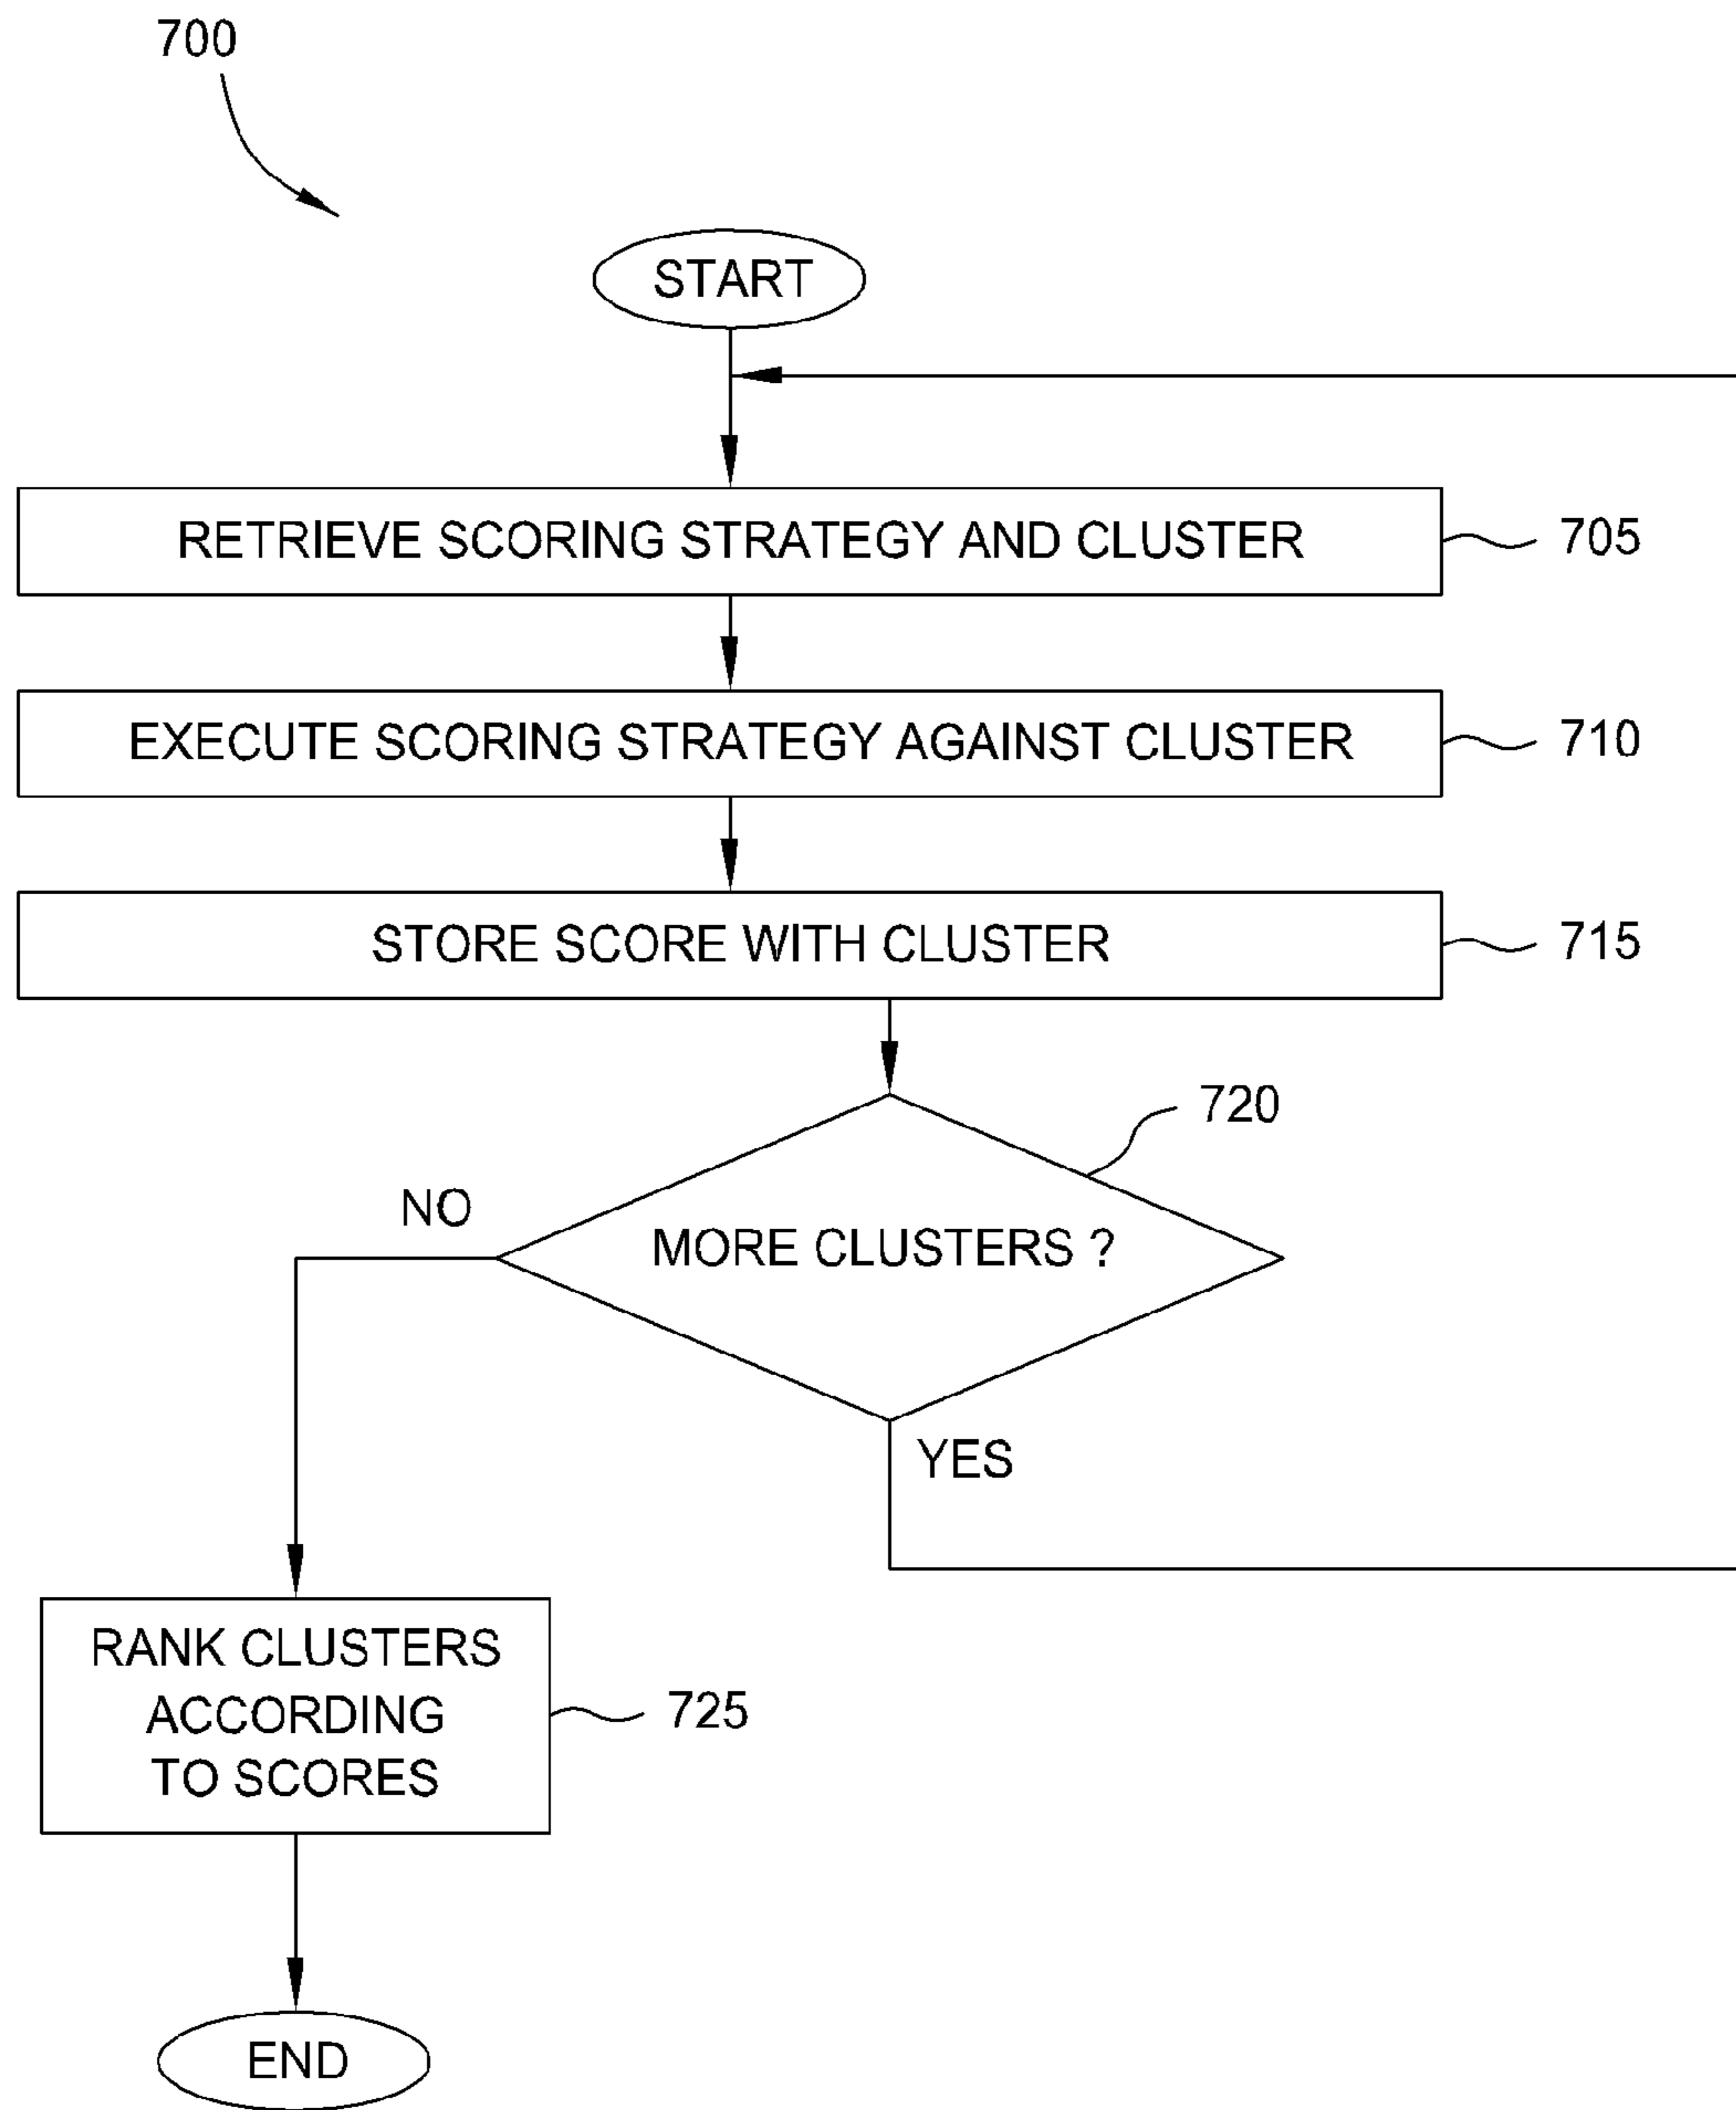 700
START
RETRIEVE SCORING STRATEGY AND CLUSTER
705
EXECUTE SCORING STRATEGY AGAINST CLUSTER
710
STORE SCORE WITH CLUSTER
715
720
NO
MORE CLUSTERS ?
YES
RANK CLUSTERS
ACCORDING
TO SCORES
725
END